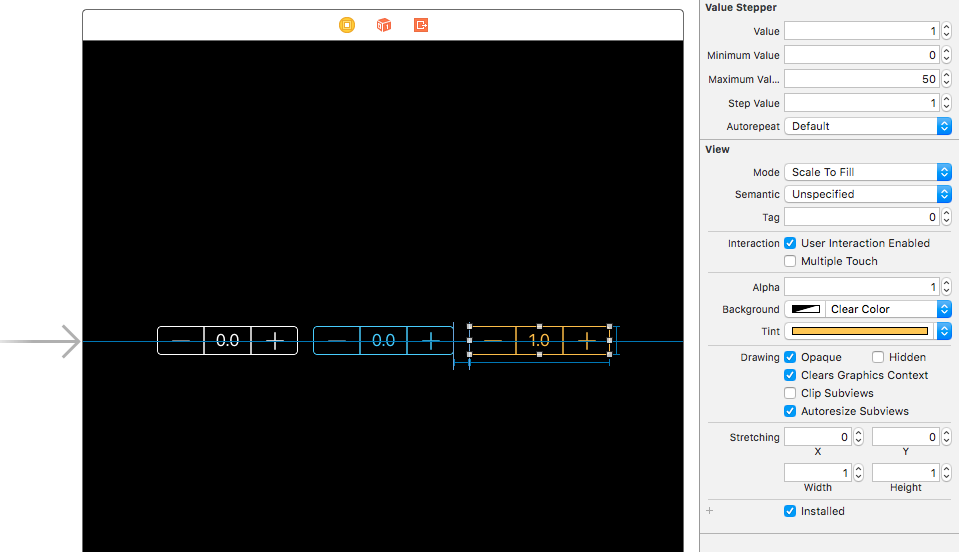 0.0
0.0
1.0
Value Stepper
Value 1
Minimum Value 0
Maximum Val... 50
Step Value 1
Autorepeat Default
View
Mode Scale To Fill
Semantic Unspecified
Tag 0
Interaction User Interaction Enabled
Multiple Touch
Alpha 1
Background Clear Color
Tint
Drawing Opaque Hidden
Clears Graphics Context
Clip Subviews
Autoresize Subviews
Stretching 0 0
X Y
1 1
Width Height
Installed